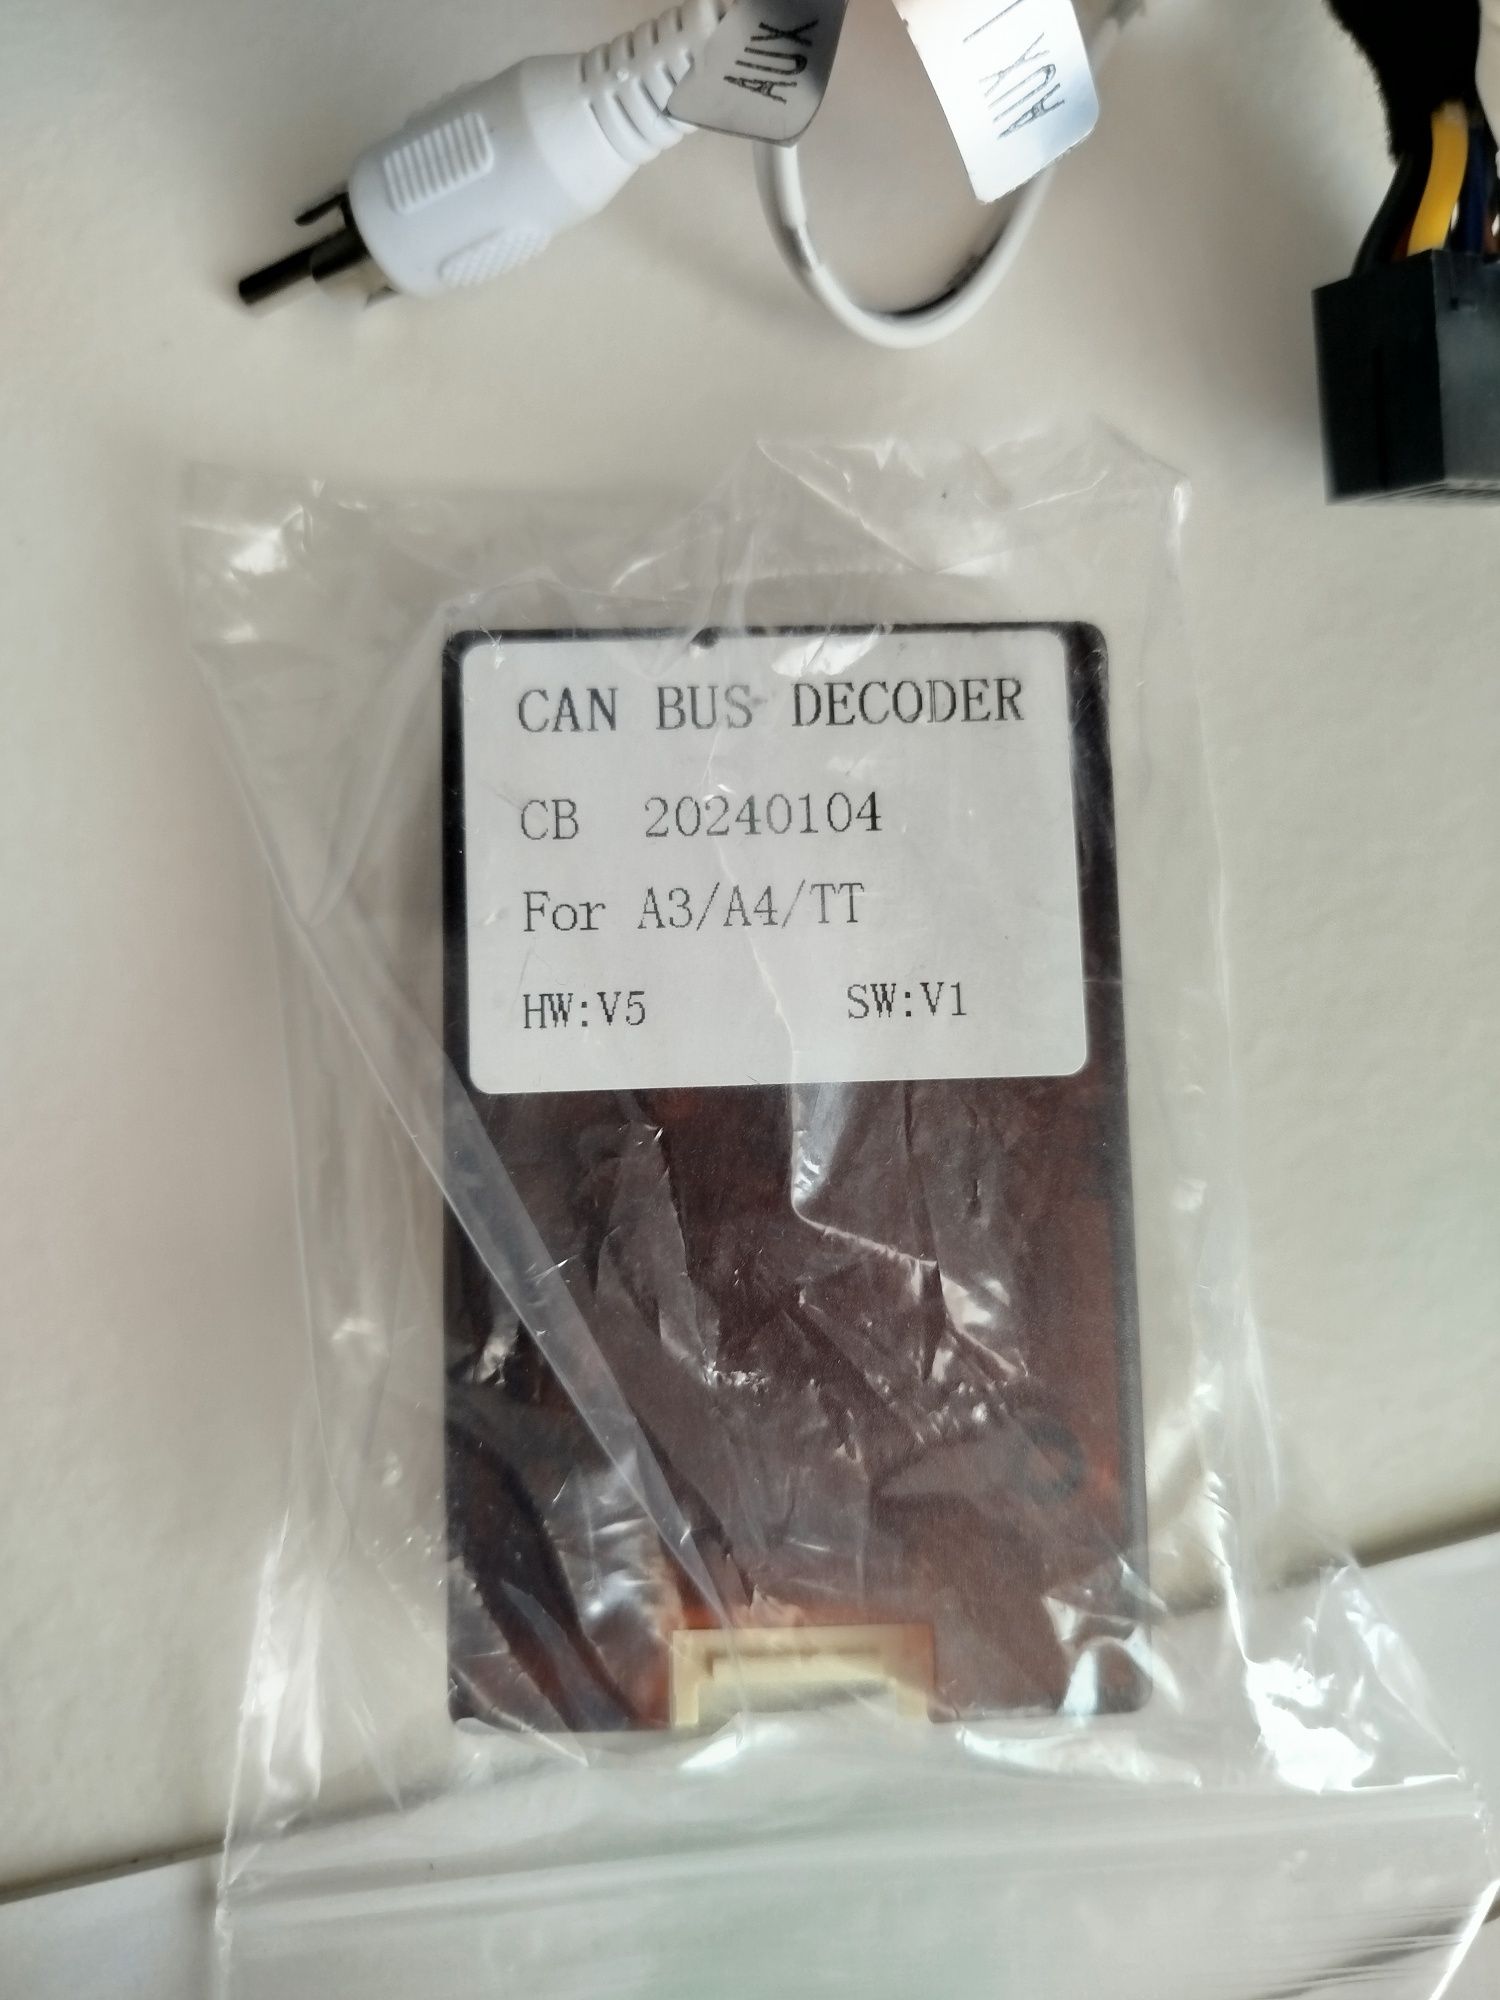 AUX
AUX I
CAN BUS DECODER
CB 20240104
For A3/A4/TT
HW:V5 SW:V1